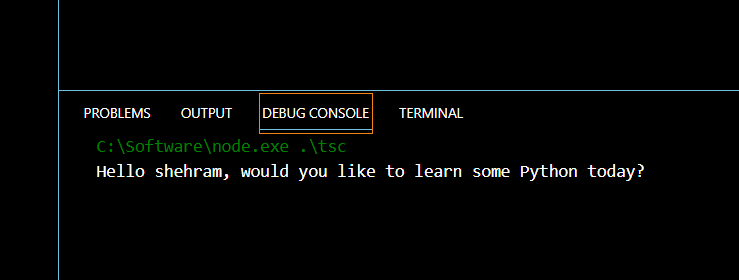 PROBLEMS OUTPUT DEBUG CONSOLE TERMINAL
C:\Software\node.exe .\tsc
Hello shehram, would you like to learn some Python today?